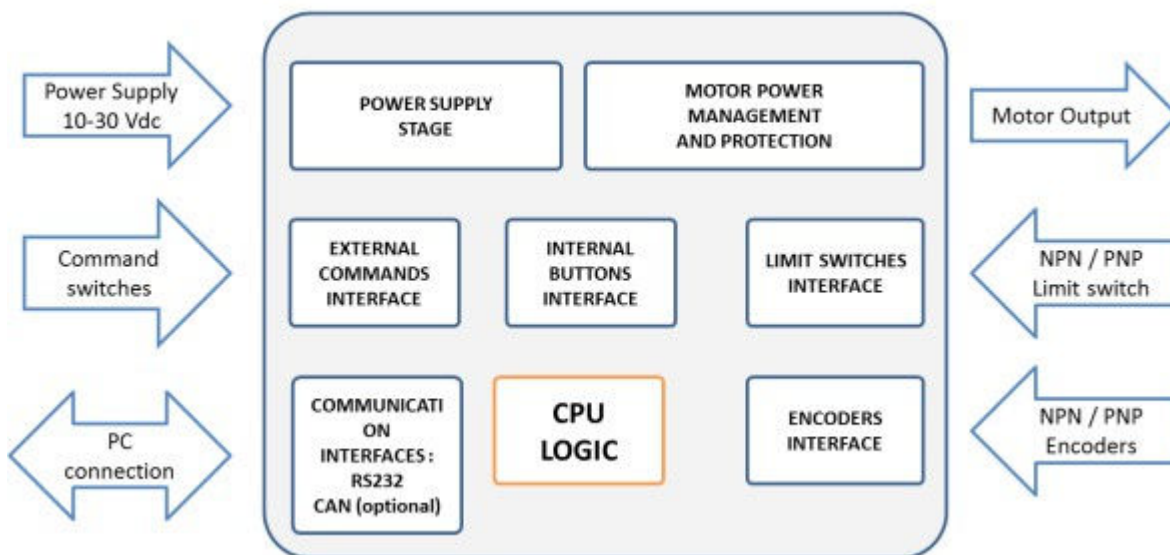 Power Supply
10-30 Vdc
POWER SUPPLY
STAGE
MOTOR POWER
MANAGEMENT
AND PROTECTION
Motor Output
Command
switches
EXTERNAL
COMMANDS
INTERFACE
INTERNAL
BUTTONS
INTERFACE
LIMIT SWITCHES
INTERFACE
NPN / PNP
Limit switch
PC
connection
COMMUNICATI
ON
INTERFACES :
RS232
CAN (optional)
CPU
LOGIC
ENCODERS
INTERFACE
NPN / PNP
Encoders